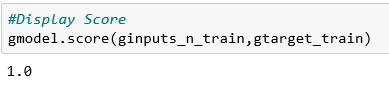 #Display Score
gmodel.score(ginputs_n_train,gtarget_train)
1.0